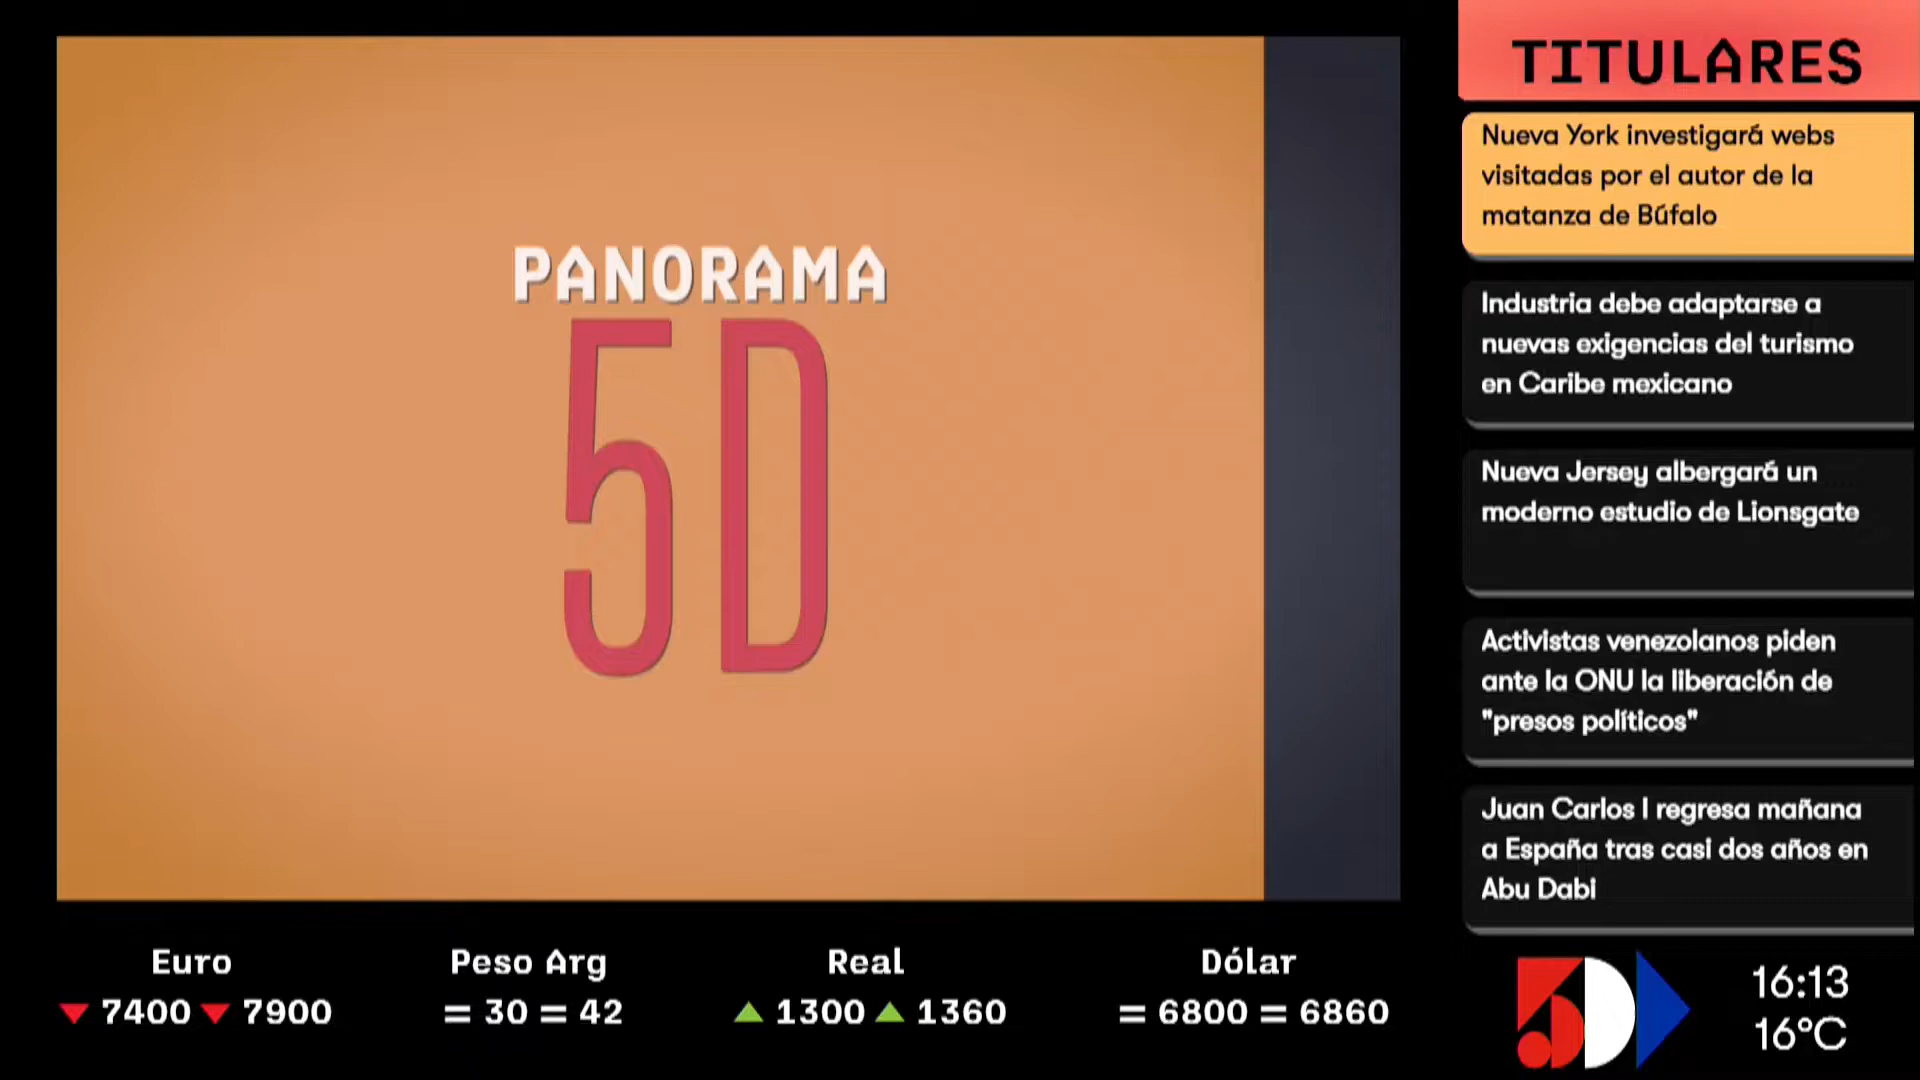 PANORAMA
5D
TITULARES
Nueva York investigará webs
visitadas por el autor de la
matanza de Búfalo
Industria debe adaptarse a
nuevas exigencias del turismo
en Caribe mexicano
Nueva Jersey albergará un
moderno estudio de Lionsgate
Activistas venezolanos piden
ante la ONU la liberación de
"presos políticos"
Juan Carlos I regresa mañana
a España tras casi dos años en
Abu Dabi
Euro
▼ 7400 ▼ 7900
Peso Arg
= 30 = 42
Real
▲ 1300 ▲ 1360
Dólar
= 6800 = 6860
5D
16:13
16°C